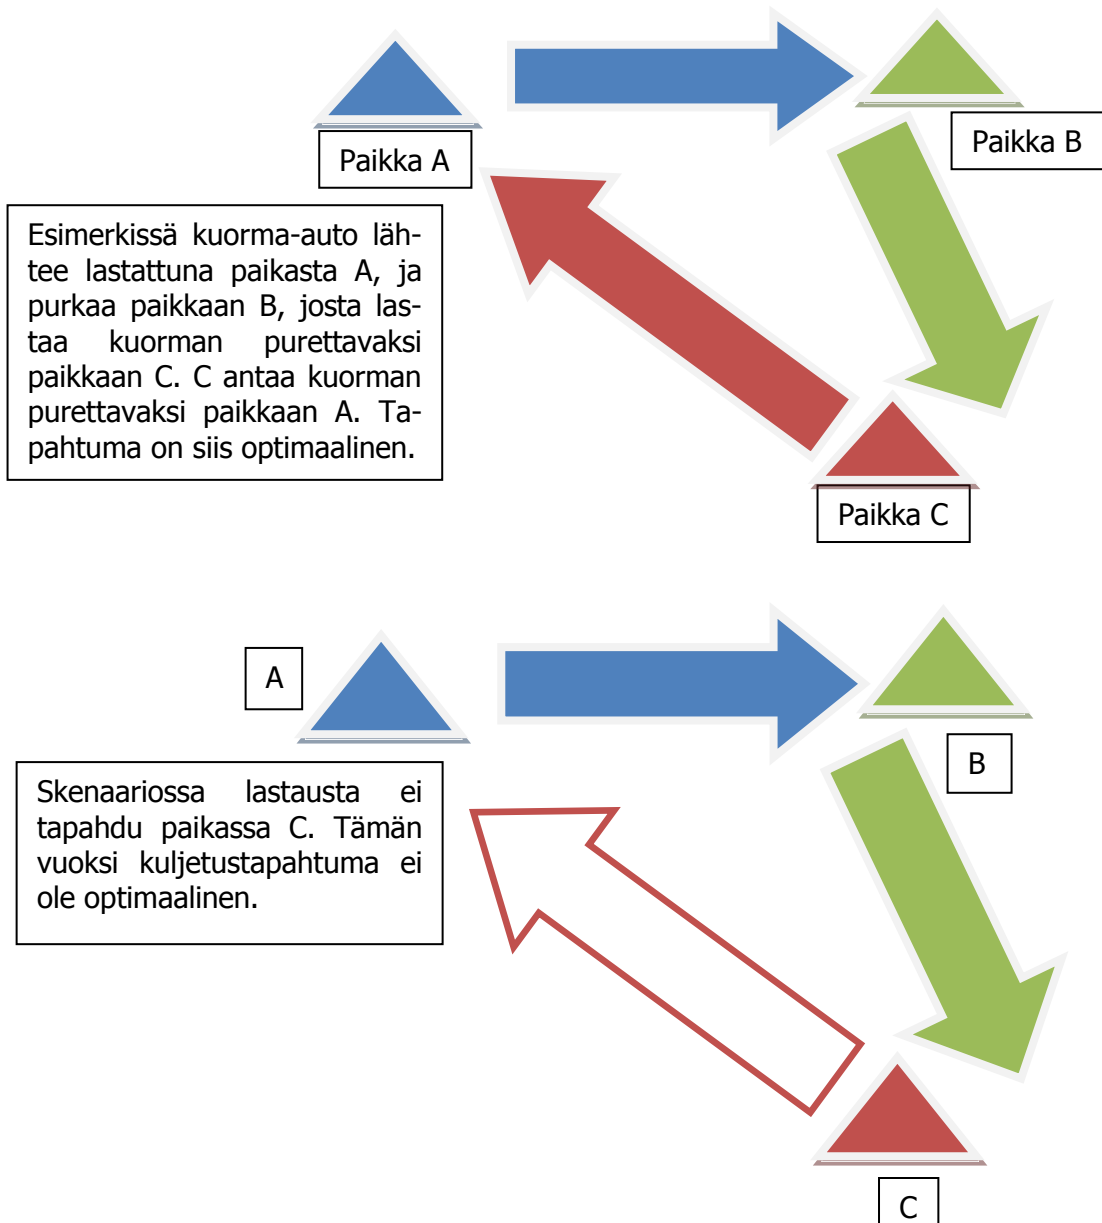 Paikka A
Paikka B
Esimerkissä kuorma-auto läh-
tee lastattuna paikasta A, ja
purkaa paikkaan B, josta las-
taa kuorman purettavaksi
paikkaan C. C antaa kuorman
purettavaksi paikkaan A. Ta-
pahtuma on siis optimaalinen.
Paikka C
A
B
Skenaariossa lastausta ei
tapahdu paikassa C. Tämän
vuoksi kuljetustapahtuma ei
ole optimaalinen.
C